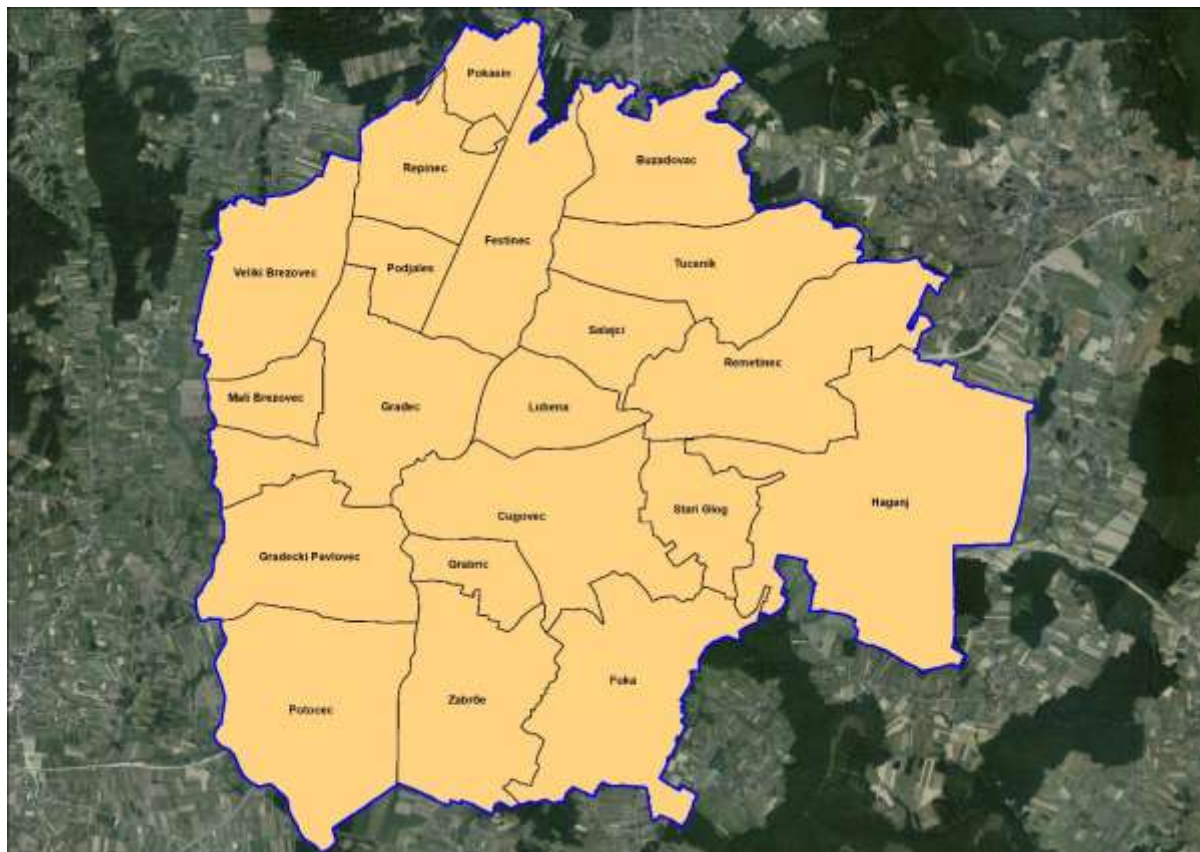 Pokasin
Buzadovac
Repinec
Festinec
Tucenik
Podjales
Veliki Brezovec
Salajci
Remetinec
Mali Brezovec
Gradec
Lubena
Haganj
Stari Glog
Cugovec
Gradecki Pavlovec
Grabric
Fuka
Zabrđe
Potocec